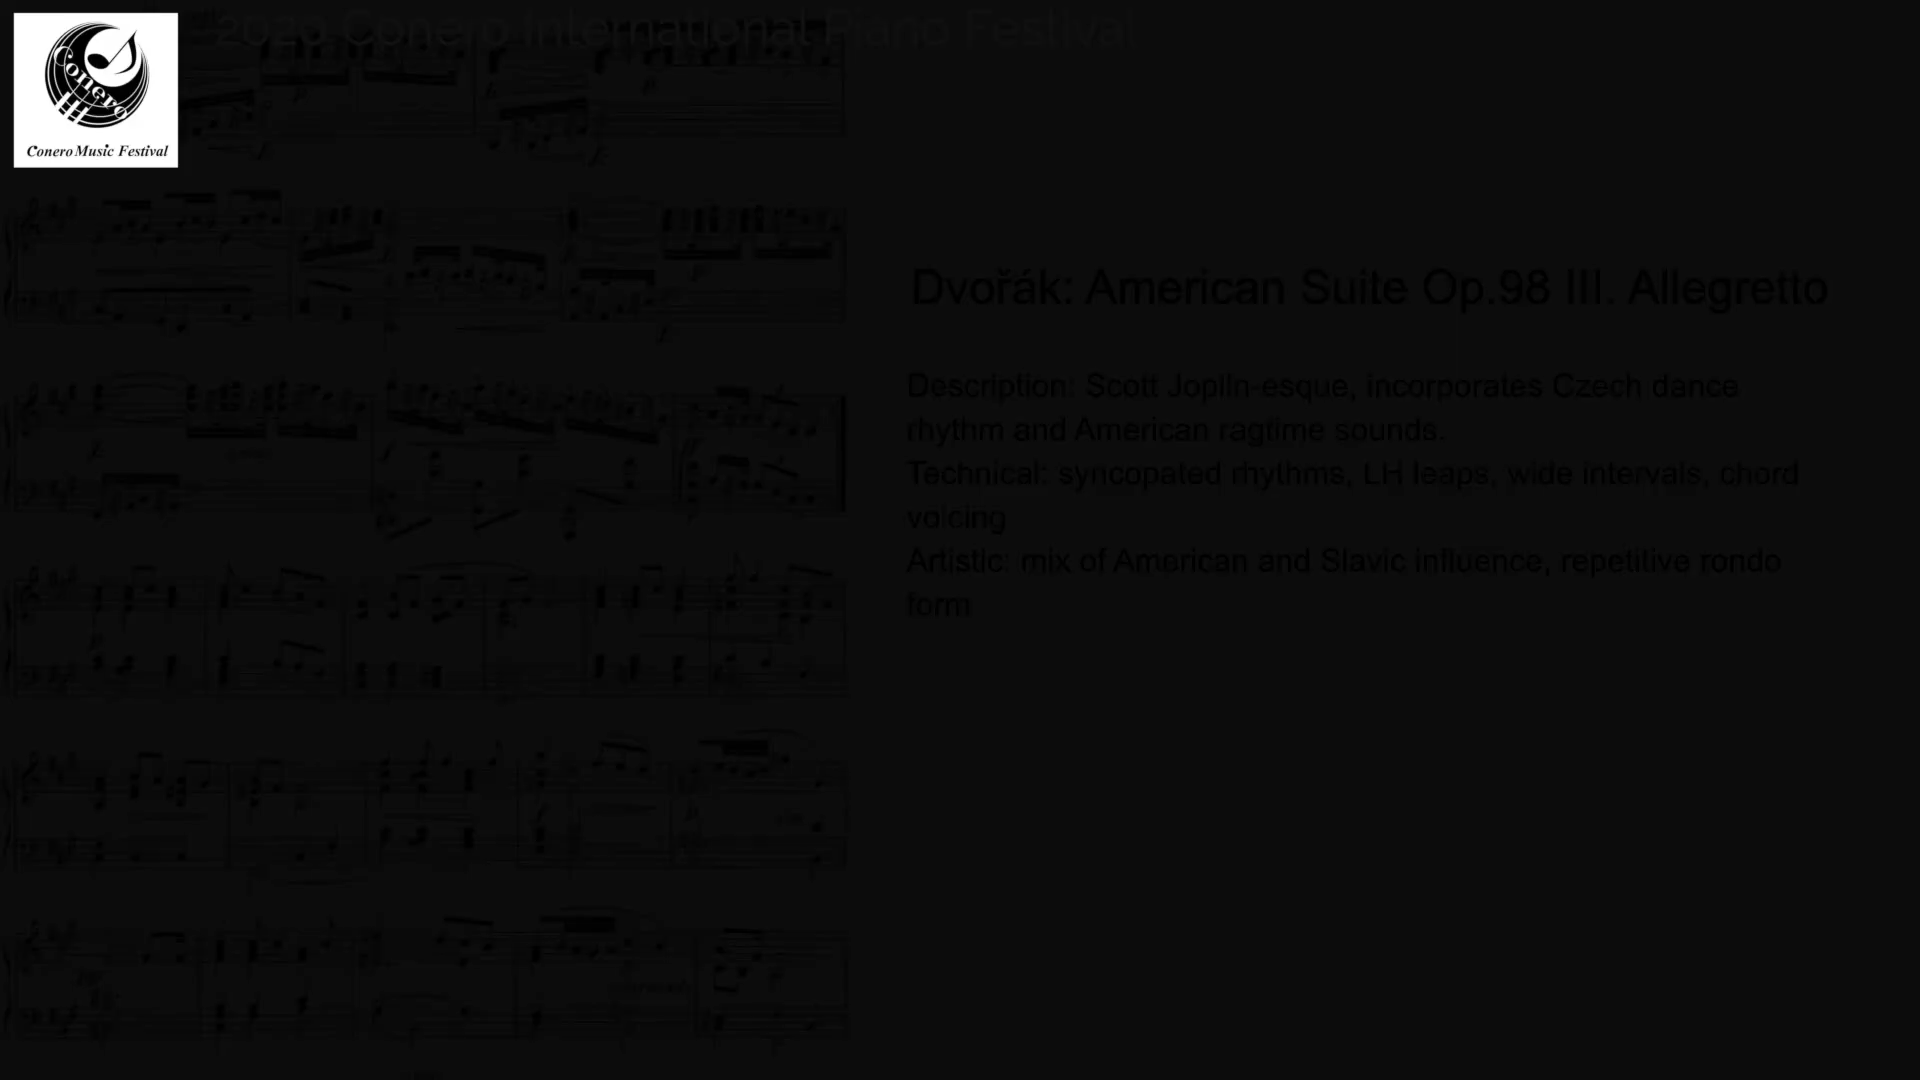 2020 Conero International Piano Festival
Conero
Conero Music Festival
Dvořák: American Suite Op.98 III. Allegretto
Description: Scott Joplin-esque, incorporates Czech dance
rhythm and American ragtime sounds.
Technical: syncopated rhythms, LH leaps, wide intervals, chord
voicing
Artistic: mix of American and Slavic influence, repetitive rondo
form